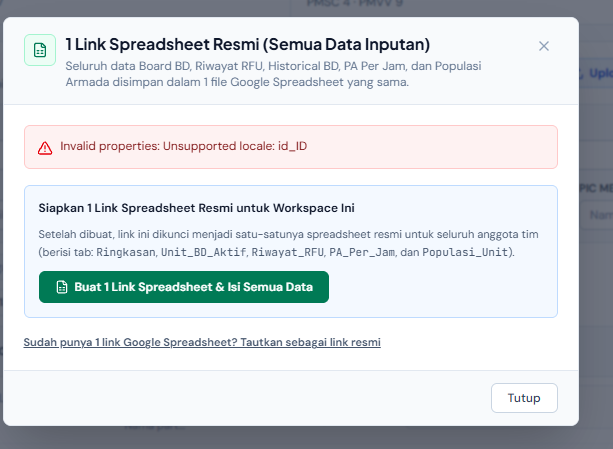 PMSC 4 · PMVV 9
1 Link Spreadsheet Resmi (Semua Data Inputan)
Seluruh data Board BD, Riwayat RFU, Historical BD, PA Per Jam, dan Populasi
Armada disimpan dalam 1 file Google Spreadsheet yang sama.
Invalid properties: Unsupported locale: id_ID
Siapkan 1 Link Spreadsheet Resmi untuk Workspace Ini
Setelah dibuat, link ini dikunci menjadi satu-satunya spreadsheet resmi untuk seluruh anggota tim
(berisi tab: Ringkasan, Unit_BD_Aktif, Riwayat_RFU, PA_Per_Jam, dan Populasi_Unit).
Buat 1 Link Spreadsheet & Isi Semua Data
Sudah punya 1 link Google Spreadsheet? Tautkan sebagai link resmi
Tutup